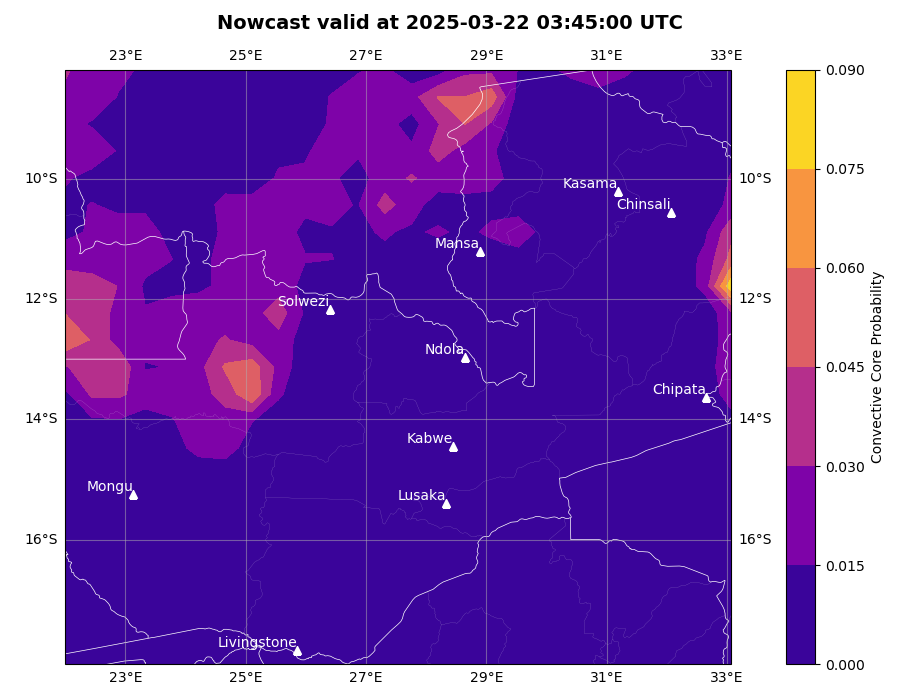 Nowcast valid at 2025-03-22 03:45:00 UTC
23°E 25°E 27°E 29°E 31°E 33°E
0.090
0.075
10°S 10°S
Kasama
Chinsali
Mansa
0.060
12°S 12°S
Solwezi
Ndola
0.045
Chipata
14°S 14°S
Kabwe
0.030
Mongu
Lusaka
16°S 16°S
0.015
Livingstone
0.000
23°E 25°E 27°E 29°E 31°E 33°E
Convective Core Probability